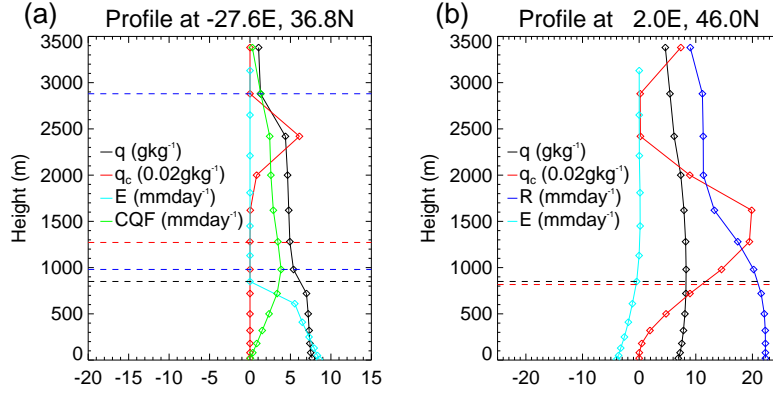 (a) Profile at -27.6E, 36.8N
3500
3000
2500
2000
1500
1000
500
0
Height (m)
q (gkg⁻¹)
q_c (0.02gkg⁻¹)
E (mmday⁻¹)
CQF (mmday⁻¹)
-20 -15 -10 -5 0 5 10 15
(b) Profile at 2.0E, 46.0N
3500
3000
2500
2000
1500
1000
500
0
Height (m)
q (gkg⁻¹)
q_c (0.02gkg⁻¹)
R (mmday⁻¹)
E (mmday⁻¹)
-20 -10 0 10 20